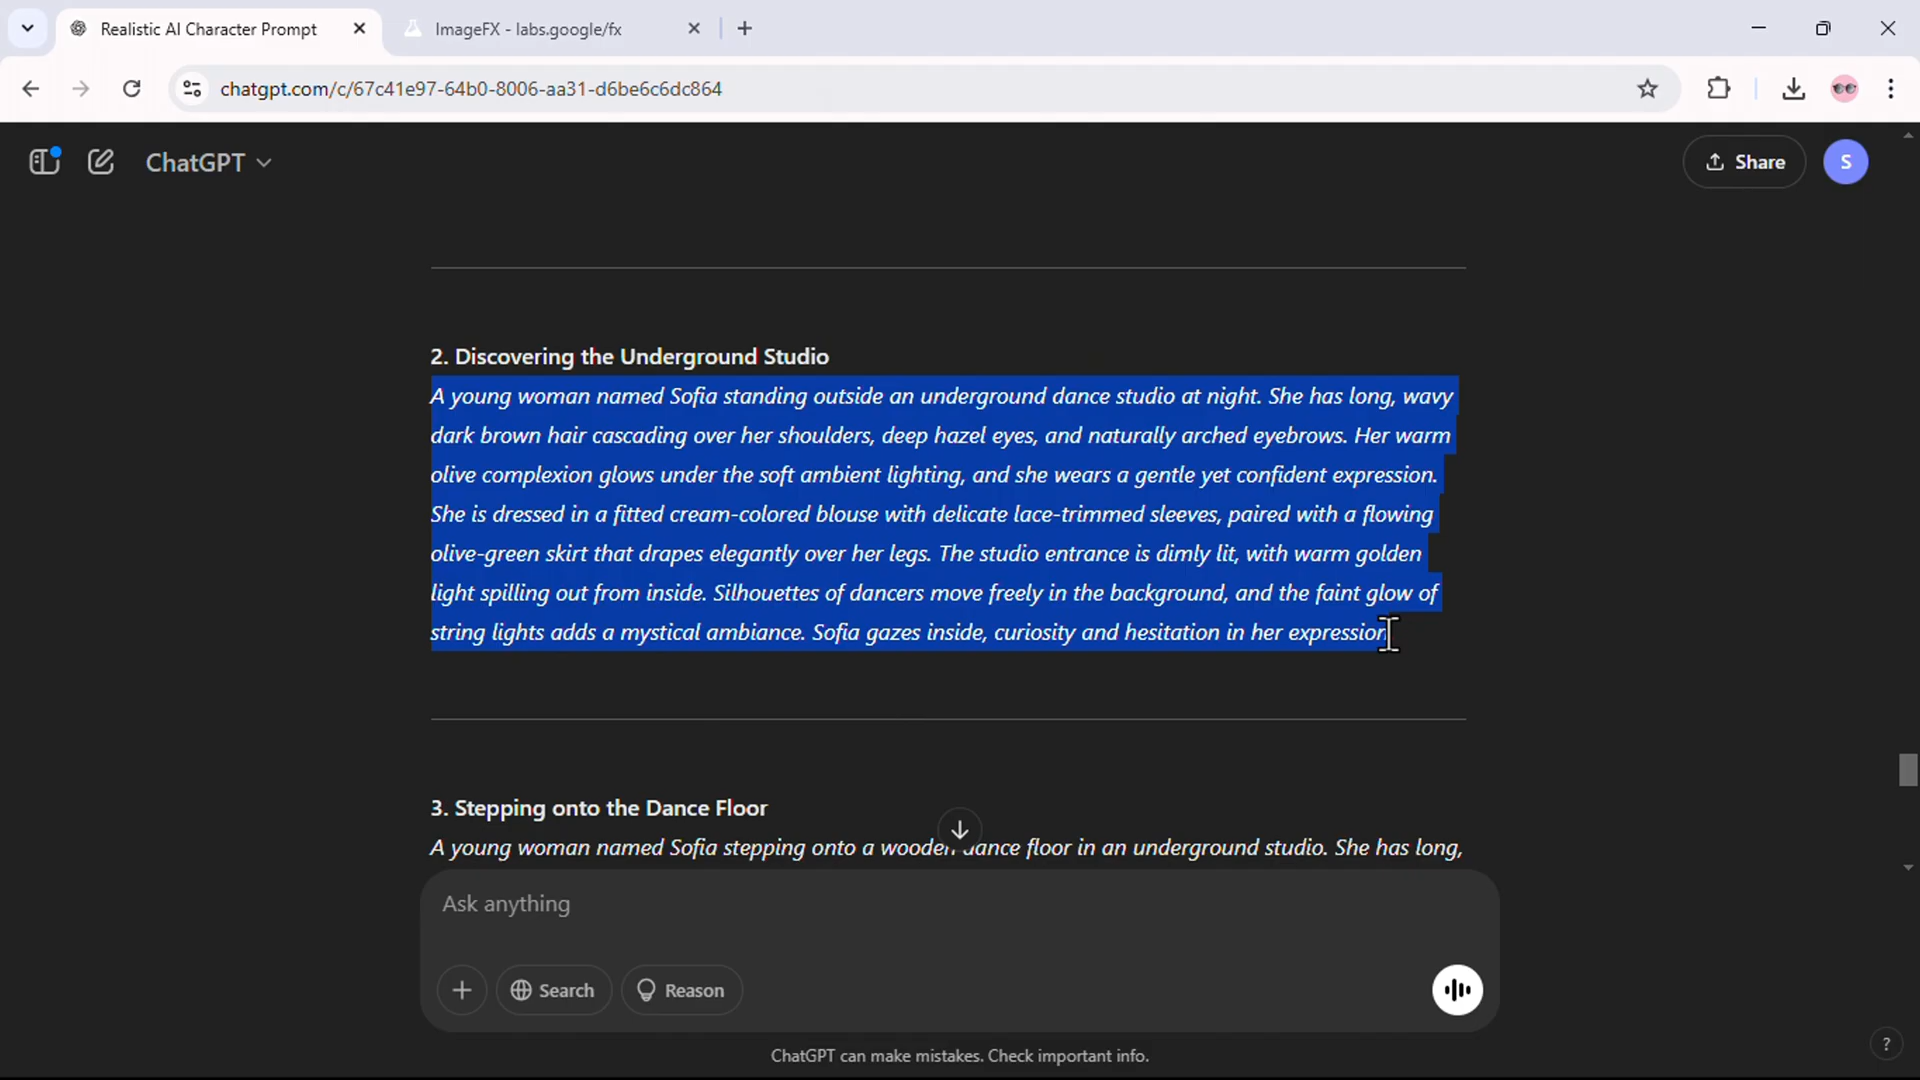 Realistic AI Character Prompt
ImageFX - labs.google/fx
chatgpt.com/c/67c41e97-64b0-8006-aa31-d6be6c6dc864
ChatGPT
Share
S
2. Discovering the Underground Studio
A young woman named Sofia standing outside an underground dance studio at night. She has long, wavy
dark brown hair cascading over her shoulders, deep hazel eyes, and naturally arched eyebrows. Her warm
olive complexion glows under the soft ambient lighting, and she wears a gentle yet confident expression.
She is dressed in a fitted cream-colored blouse with delicate lace-trimmed sleeves, paired with a flowing
olive-green skirt that drapes elegantly over her legs. The studio entrance is dimly lit, with warm golden
light spilling out from inside. Silhouettes of dancers move freely in the background, and the faint glow of
string lights adds a mystical ambiance. Sofia gazes inside, curiosity and hesitation in her expression
3. Stepping onto the Dance Floor
A young woman named Sofia stepping onto a wooden dance floor in an underground studio. She has long,
Ask anything
Search
Reason
ChatGPT can make mistakes. Check important info.
?